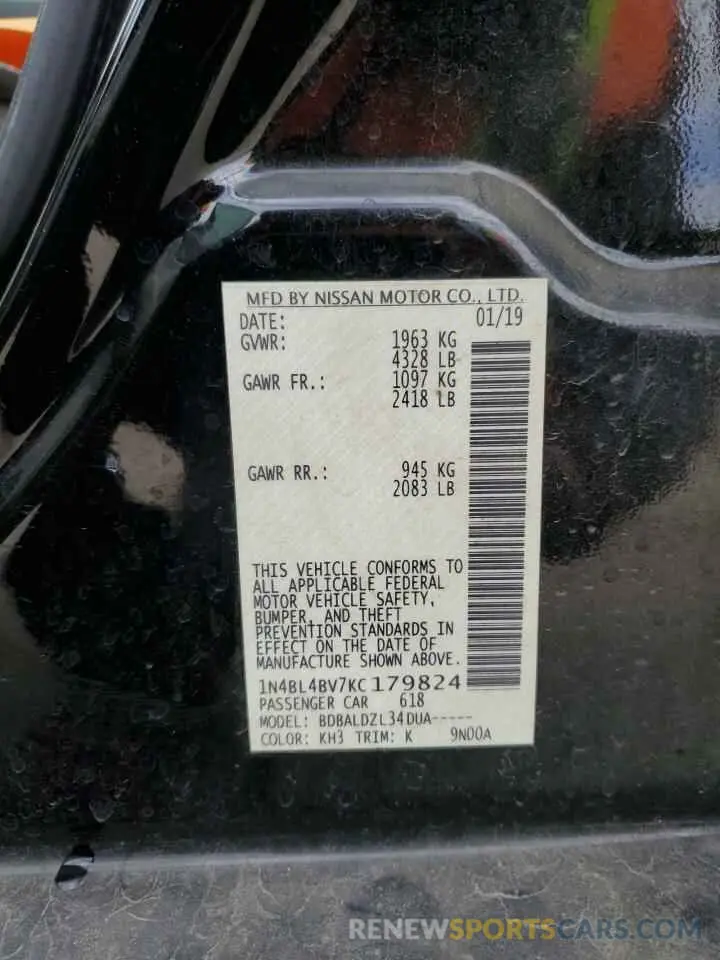 MFD BY NISSAN MOTOR CO., LTD.
DATE: 01/19
GVWR: 1963 KG
4328 LB
GAWR FR.: 1097 KG
2418 LB
GAWR RR.: 945 KG
2083 LB
THIS VEHICLE CONFORMS TO
ALL APPLICABLE FEDERAL
MOTOR VEHICLE SAFETY,
BUMPER, AND THEFT
PREVENTION STANDARDS IN
EFFECT ON THE DATE OF
MANUFACTURE SHOWN ABOVE.
1N4BL4BV7KC179824
PASSENGER CAR 618
MODEL: BDBALDZL34DUA-----
COLOR: KH3 TRIM: K 9N00A
RENEWSPORTSCARS.COM